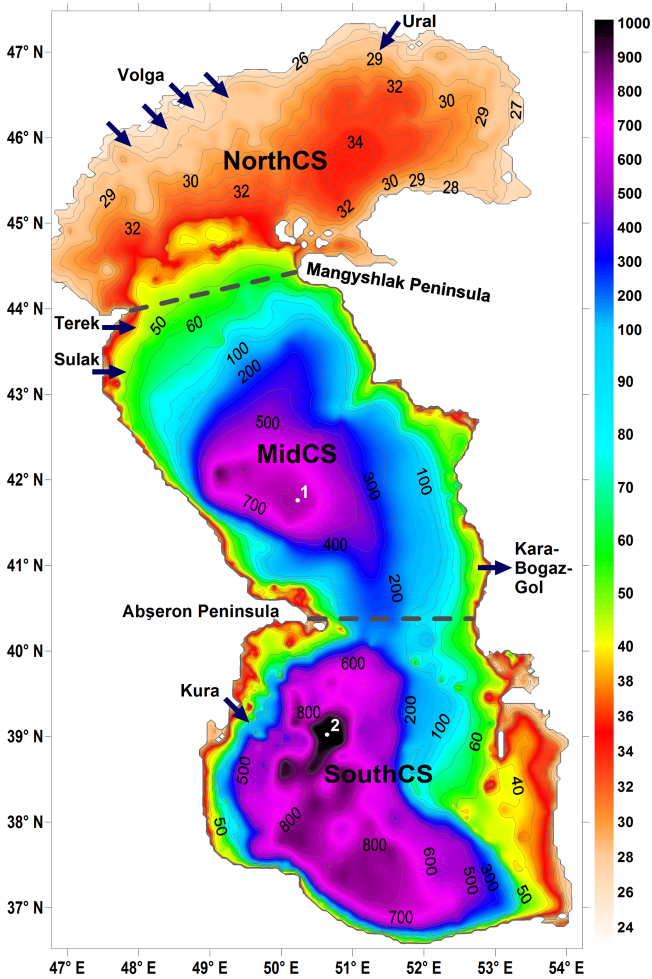 47° N
46° N
45° N
44° N
43° N
42° N
41° N
40° N
39° N
38° N
37° N
47° E
48° E
49° E
50° E
51° E
52° E
53° E
54° E
Ural
26
29
Volga
32
30
29
27
34
NorthCS
30
32
29
30
29
28
32
32
Mangyshlak Peninsula
Terek
50
60
Sulak
100
200
500
MidCS
300
100
1
700
400
Kara-
Bogaz-
Gol
200
Abşeron Peninsula
600
Kura
800
200
100
2
60
500
SouthCS
40
50
800
800
600
500
300
50
700
1000
900
800
700
600
500
400
300
200
100
90
80
70
60
50
40
38
36
35
34
33
32
30
28
26
24